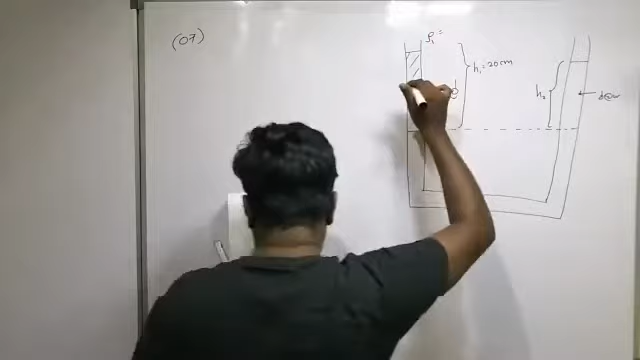 (07)
ρ₁ =
h₁ = 20 cm
h₂